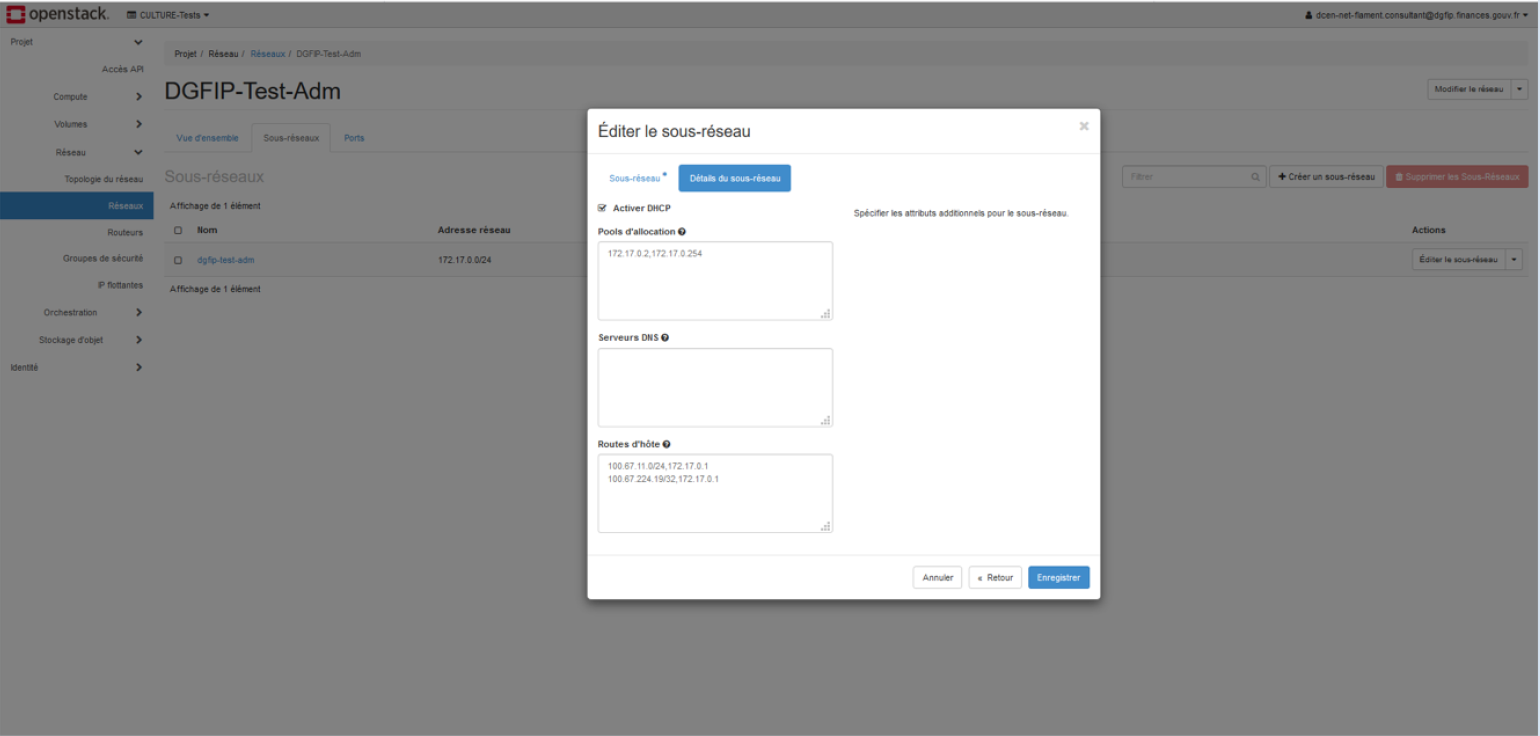 openstack. CULTURE-Tests
dcen-net-flament.consultant@dgfip.finances.gouv.fr
Projet
Accès API
Compute
Volumes
Réseau
Topologie du réseau
Réseaux
Routeurs
Groupes de sécurité
IP flottantes
Orchestration
Stockage d'objet
Identité
Projet / Réseau / Réseaux / DGFIP-Test-Adm
DGFIP-Test-Adm
Modifier le réseau
Vue d'ensemble Sous-réseaux Ports
Sous-réseaux
Filtrer
+ Créer un sous-réseau
Supprimer les Sous-Réseaux
Affichage de 1 élément
Nom Adresse réseau Actions
dgfip-test-adm 172.17.0.0/24 Éditer le sous-réseau
Affichage de 1 élément
Éditer le sous-réseau ×
Sous-réseau * Détails du sous-réseau
Activer DHCP
Spécifier les attributs additionnels pour le sous-réseau.
Pools d'allocation
172.17.0.2,172.17.0.254
Serveurs DNS
Routes d'hôte
100.67.11.0/24,172.17.0.1
100.67.224.19/32,172.17.0.1
Annuler « Retour Enregistrer